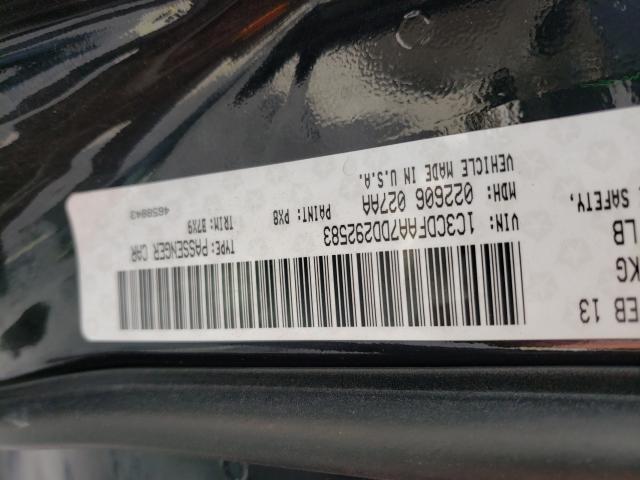 EB 13
KG
LB
SAFETY,
VIN: 1C3CDFAA7DD292583
TYPE: PASSENGER CAR
MDH: 022606 027AA
PAINT: PX8
TRIM: B7X9
VEHICLE MADE IN U.S.A.
4658843